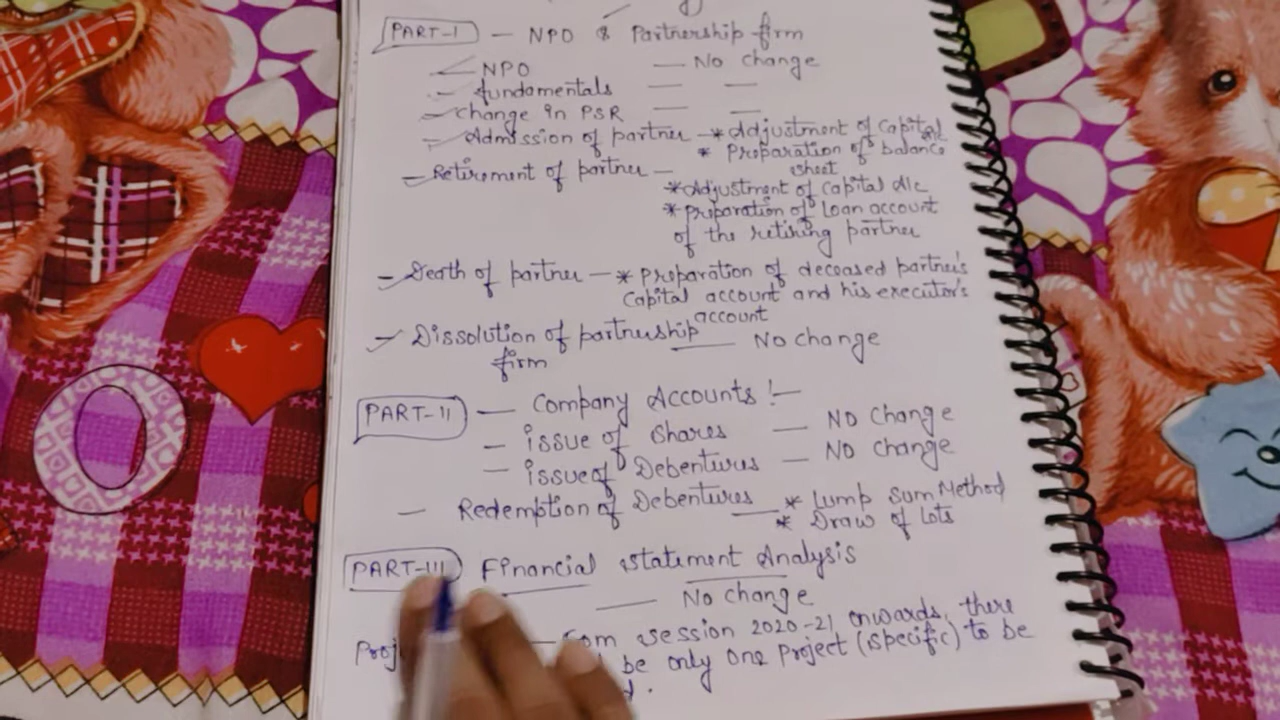 PART-I — NPO & Partnership firm
— NPO — No change
— fundamentals — —
— change in PSR — —
— Admission of partner — * Adjustment of capital
* Preparation of balance
sheet
— Retirement of partner —
* Adjustment of capital A/c
* preparation of Loan account
of the retiring partner
— Death of partner — * preparation of deceased partner's
capital account and his executor's
account
— Dissolution of partnership
firm — No change
PART-II — Company Accounts :-
— issue of shares — NO change
— issue of Debentures — NO change
— Redemption of Debentures — * Lump sum Method
* Draw of Lots
PART-III Financial statement Analysis
— No change
— session 2020-21 onwards, there
be only one project (specific) to be